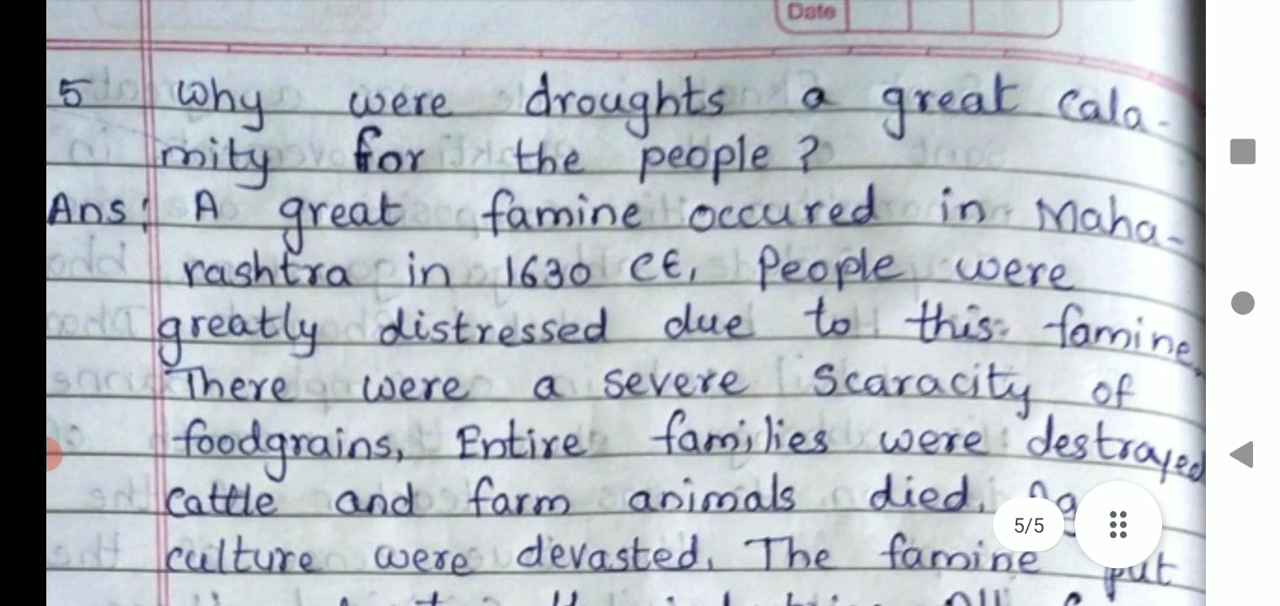 Date
5 Why were droughts a great cala-
mity for the people?
Ans: A great famine occured in Maha-
rashtra in 1630 CE, People were
greatly distressed due to this famine.
There were a severe scaracity of
foodgrains, Entire families were destrayed
cattle and farm animals died,
culture were devasted, The famine put
5/5